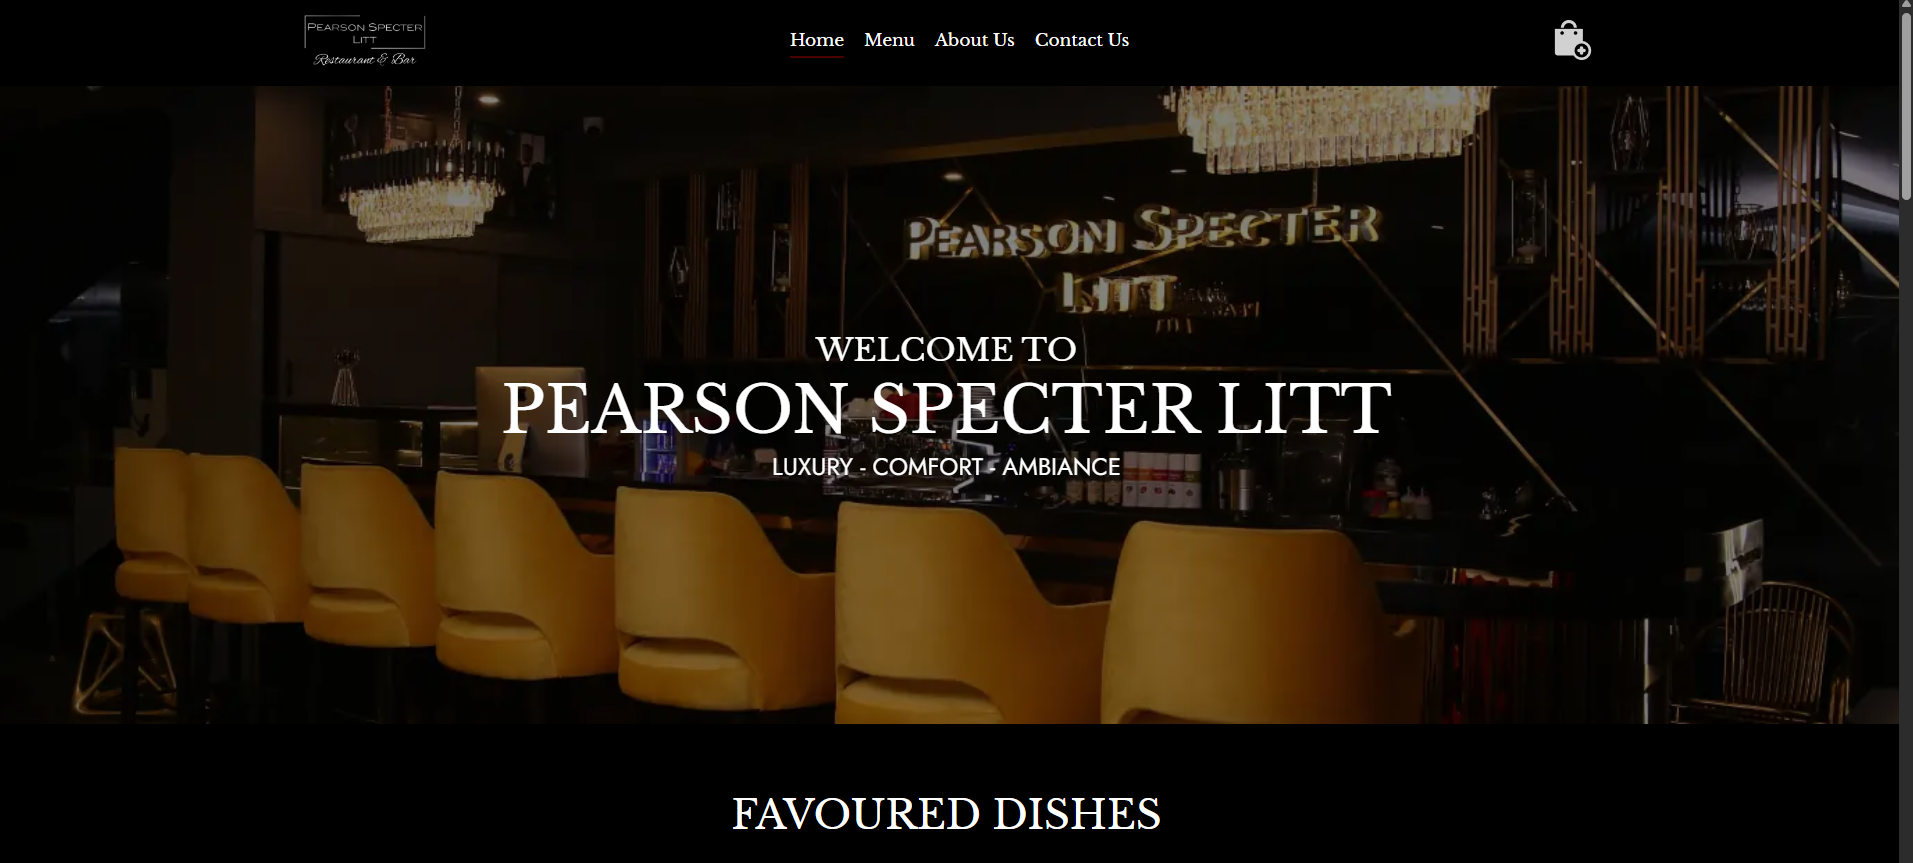 PEARSON SPECTER
LITT
Restaurant & Bar
Home Menu About Us Contact Us
PEARSON SPECTER
LITT
WELCOME TO
PEARSON SPECTER LITT
LUXURY - COMFORT - AMBIANCE
FAVOURED DISHES